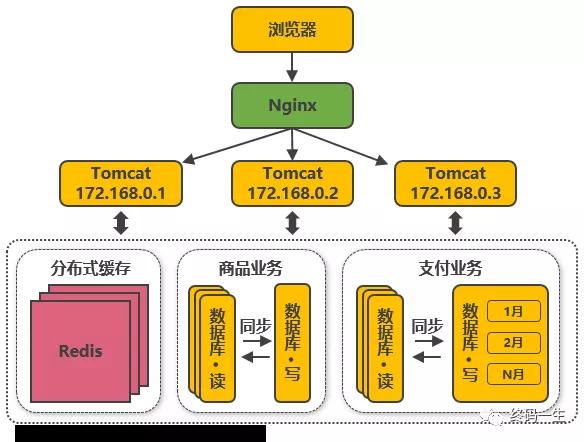 浏览器
Nginx
Tomcat
172.168.0.1
Tomcat
172.168.0.2
Tomcat
172.168.0.3
分布式缓存
Redis
商品业务
数据库·读
同步
数据库·写
支付业务
数据库·读
同步
数据库·写
1月
2月
N月
终码一生